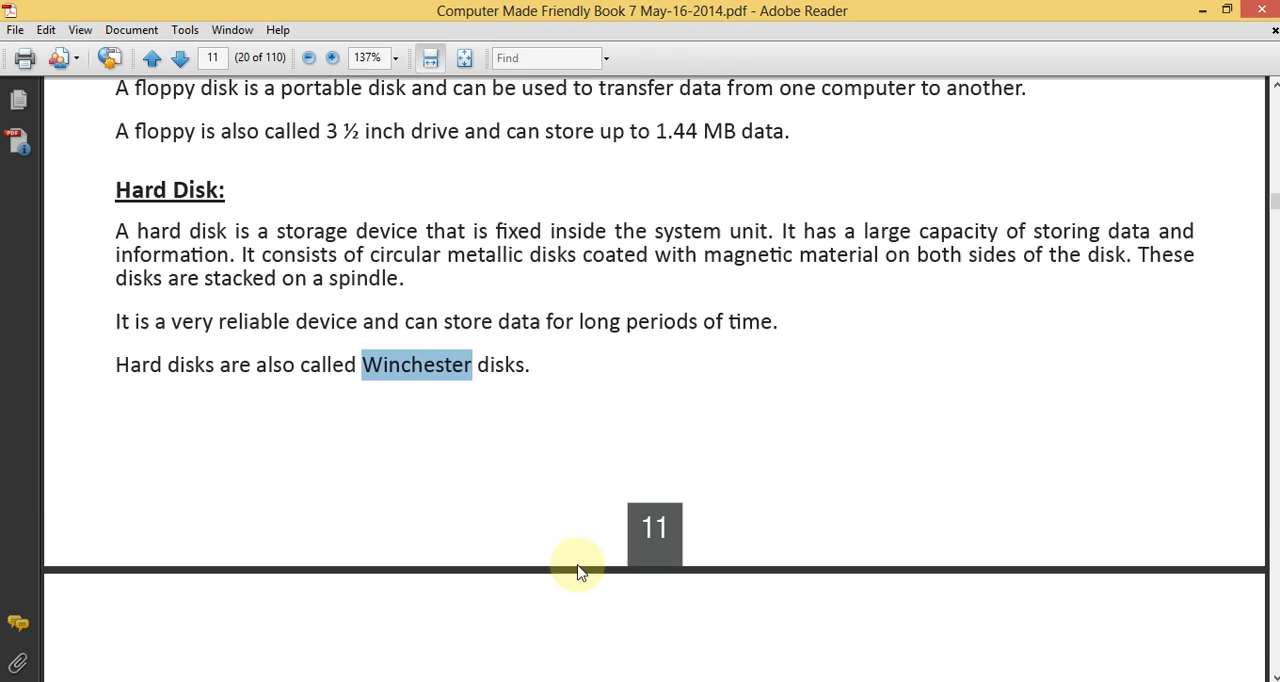 Computer Made Friendly Book 7 May-16-2014.pdf - Adobe Reader
File Edit View Document Tools Window Help
11 (20 of 110) 137% Find
A floppy disk is a portable disk and can be used to transfer data from one computer to another.
A floppy is also called 3 ½ inch drive and can store up to 1.44 MB data.
Hard Disk:
A hard disk is a storage device that is fixed inside the system unit. It has a large capacity of storing data and
information. It consists of circular metallic disks coated with magnetic material on both sides of the disk. These
disks are stacked on a spindle.
It is a very reliable device and can store data for long periods of time.
Hard disks are also called Winchester disks.
11